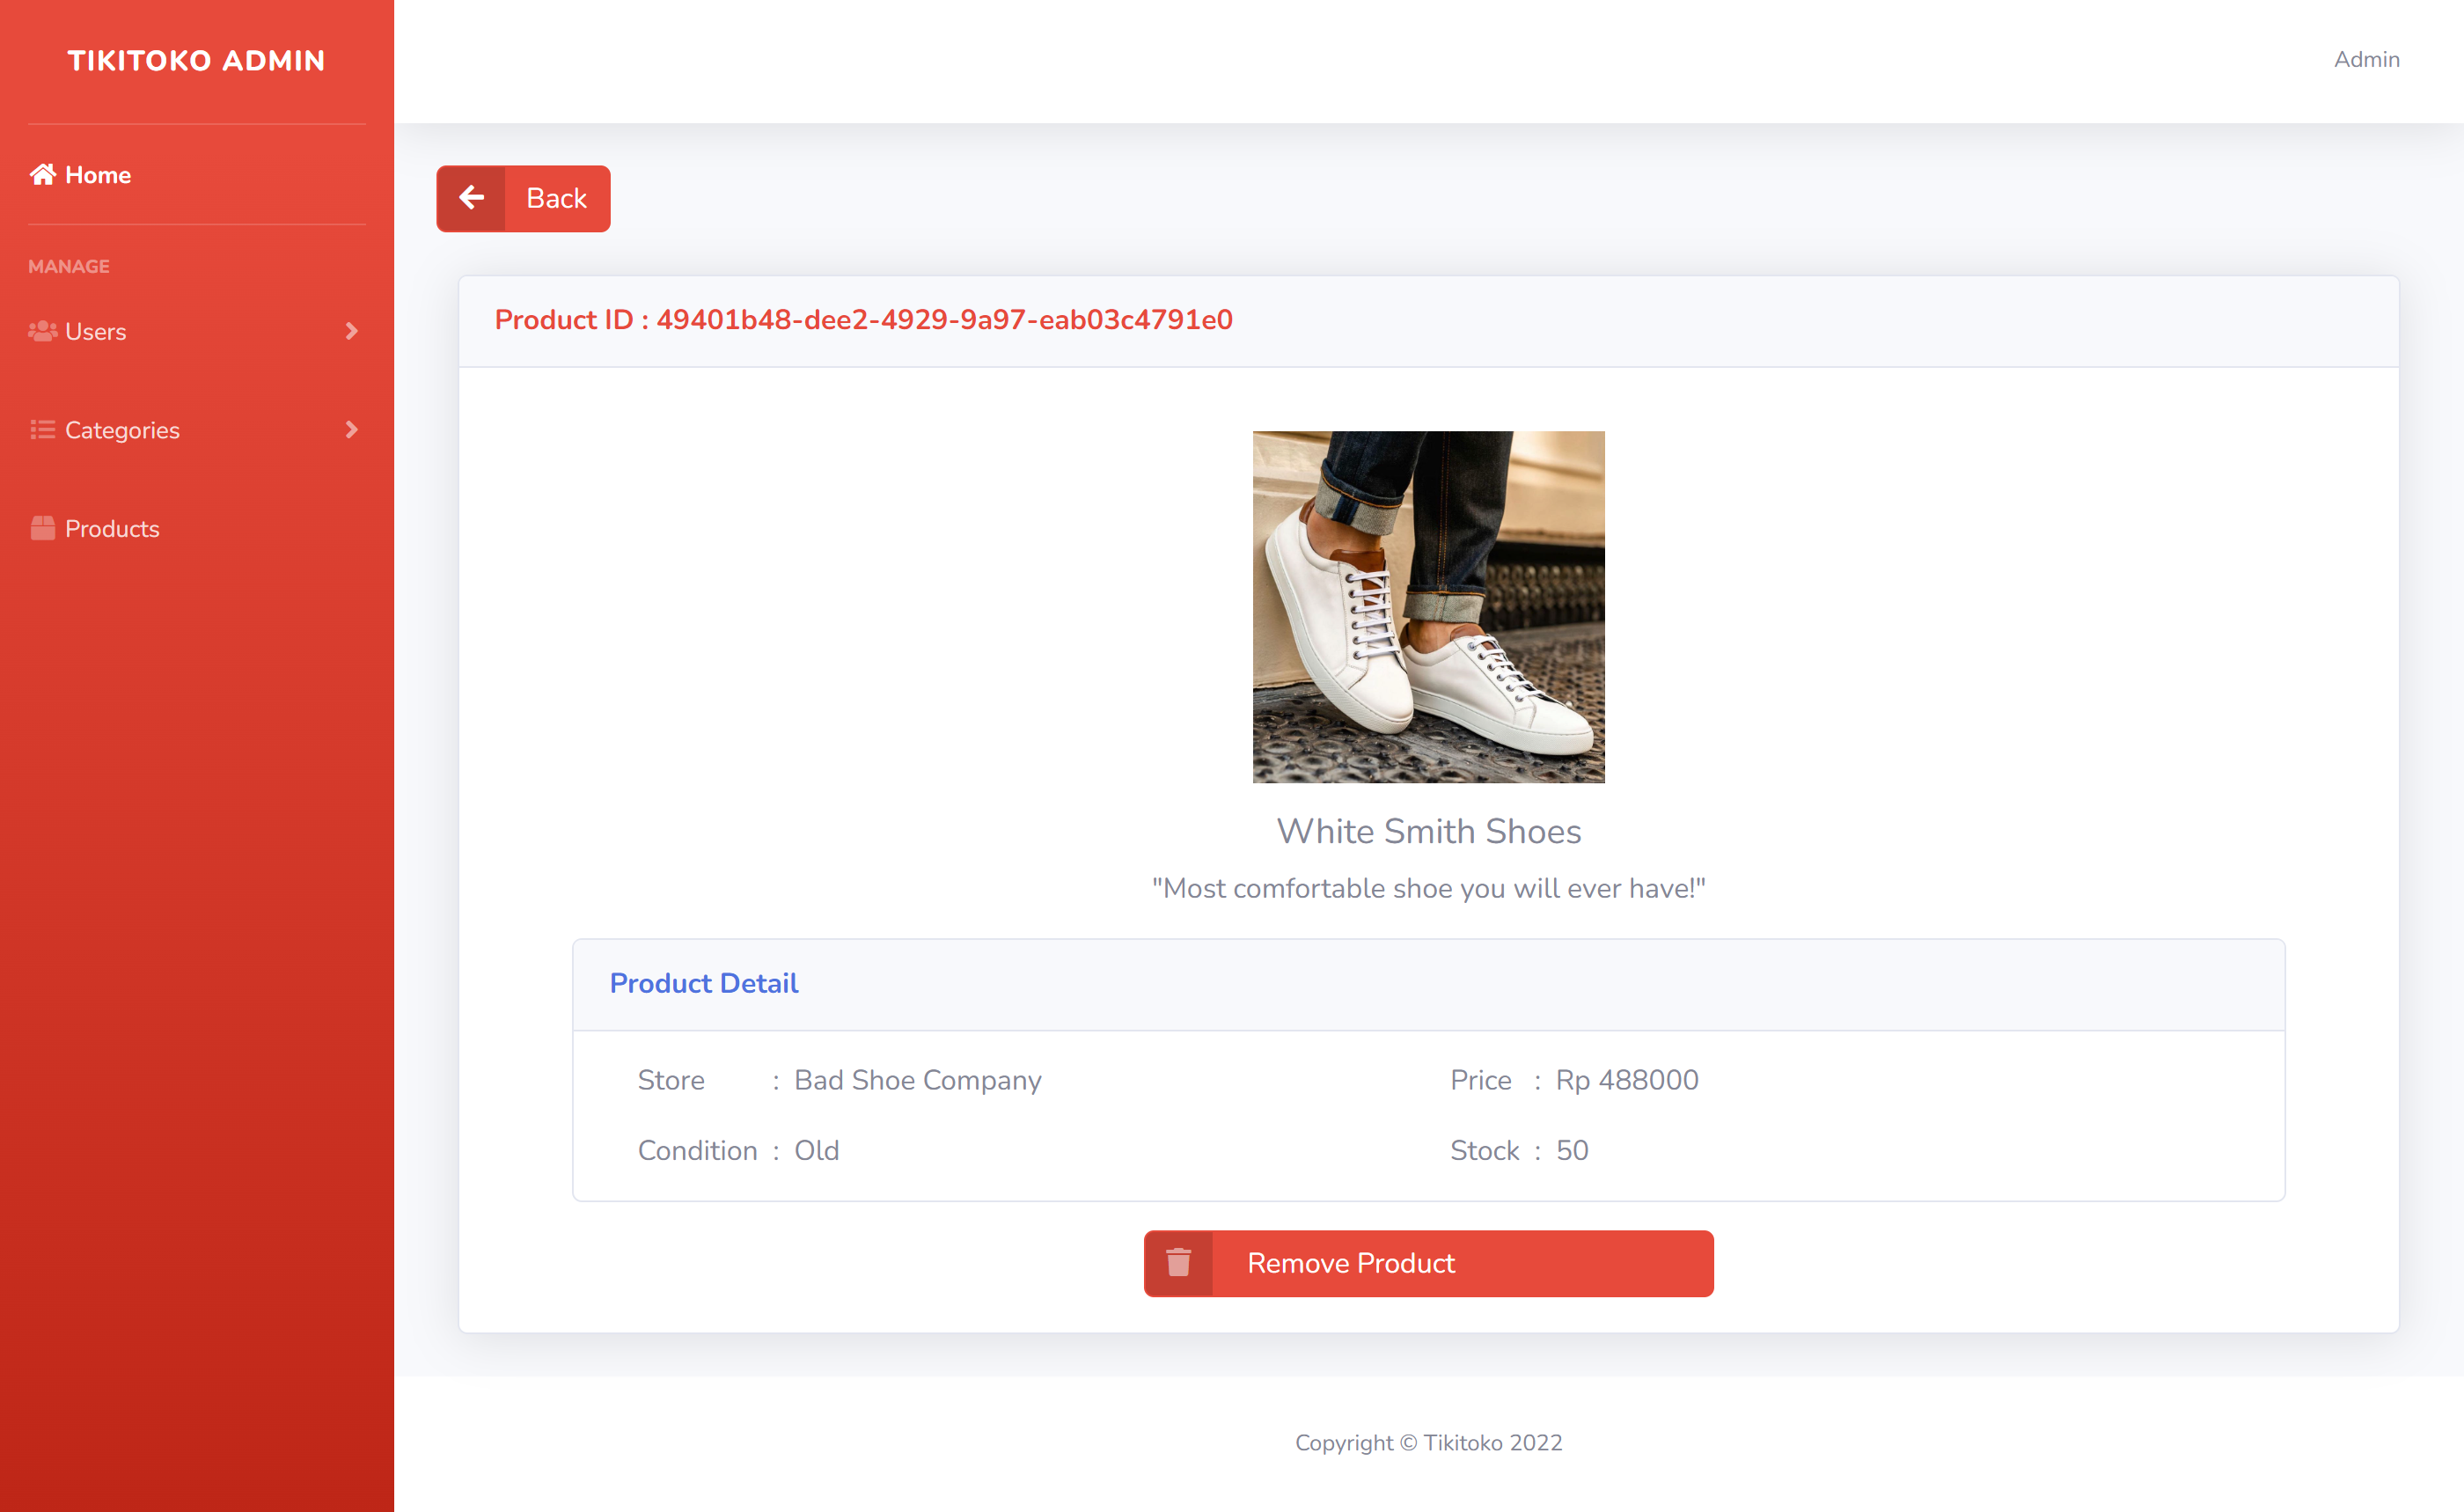 TIKITOKO ADMIN
Admin
Home
MANAGE
Users
Categories
Products
Back
Product ID : 49401b48-dee2-4929-9a97-eab03c4791e0
White Smith Shoes
"Most comfortable shoe you will ever have!"
Product Detail
Store : Bad Shoe Company
Price : Rp 488000
Condition : Old
Stock : 50
Remove Product
Copyright © Tikitoko 2022